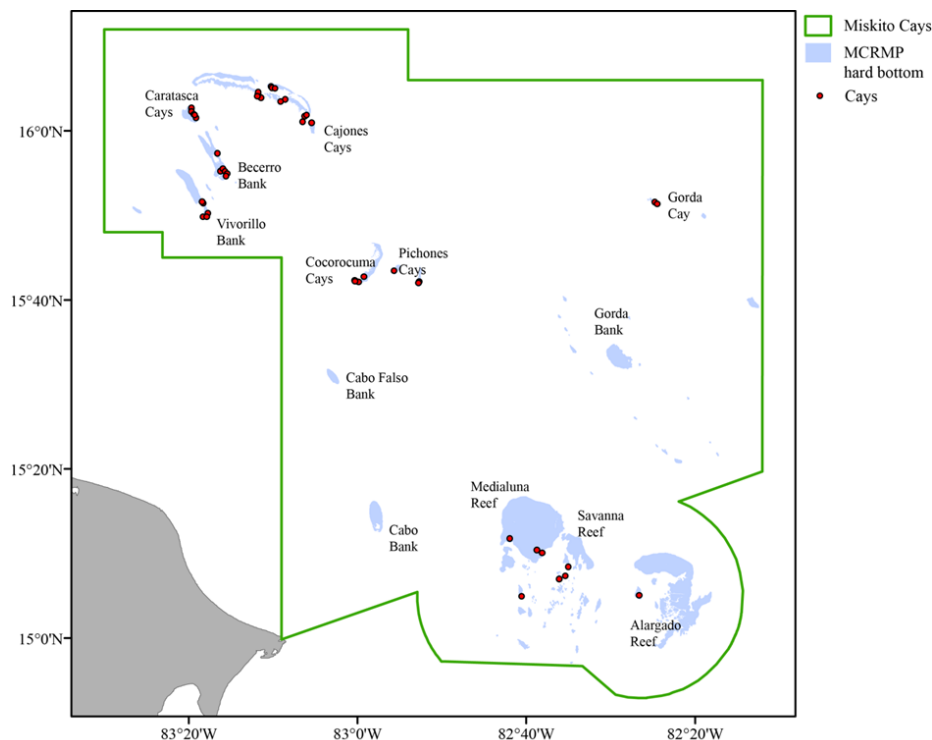 Miskito Cays
MCRMP
hard bottom
Cays
Caratasca
Cays
Cajones
Cays
Becerro
Bank
Vivorillo
Bank
Gorda
Cay
Cocorocuma
Cays
Pichones
Cays
Gorda
Bank
Cabo Falso
Bank
Medialuna
Reef
Savanna
Reef
Cabo
Bank
Alargado
Reef
16°0'N
15°40'N
15°20'N
15°0'N
83°20'W
83°0'W
82°40'W
82°20'W